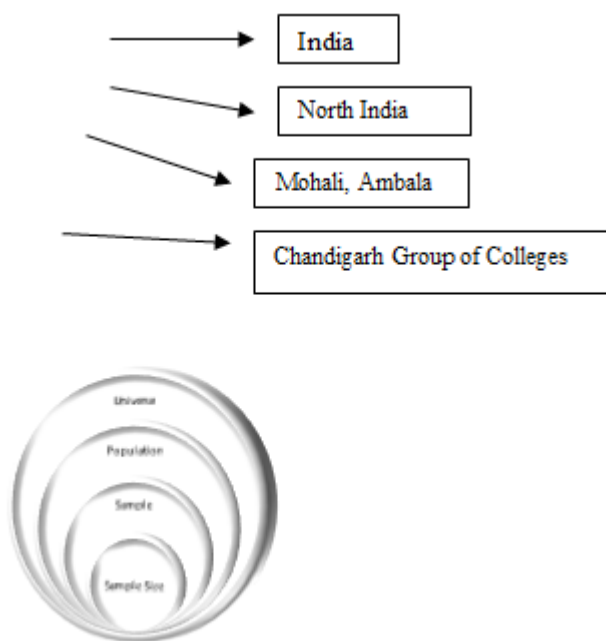 India
North India
Mohali, Ambala
Chandigarh Group of Colleges
Universe
Population
Sample
Sample Size